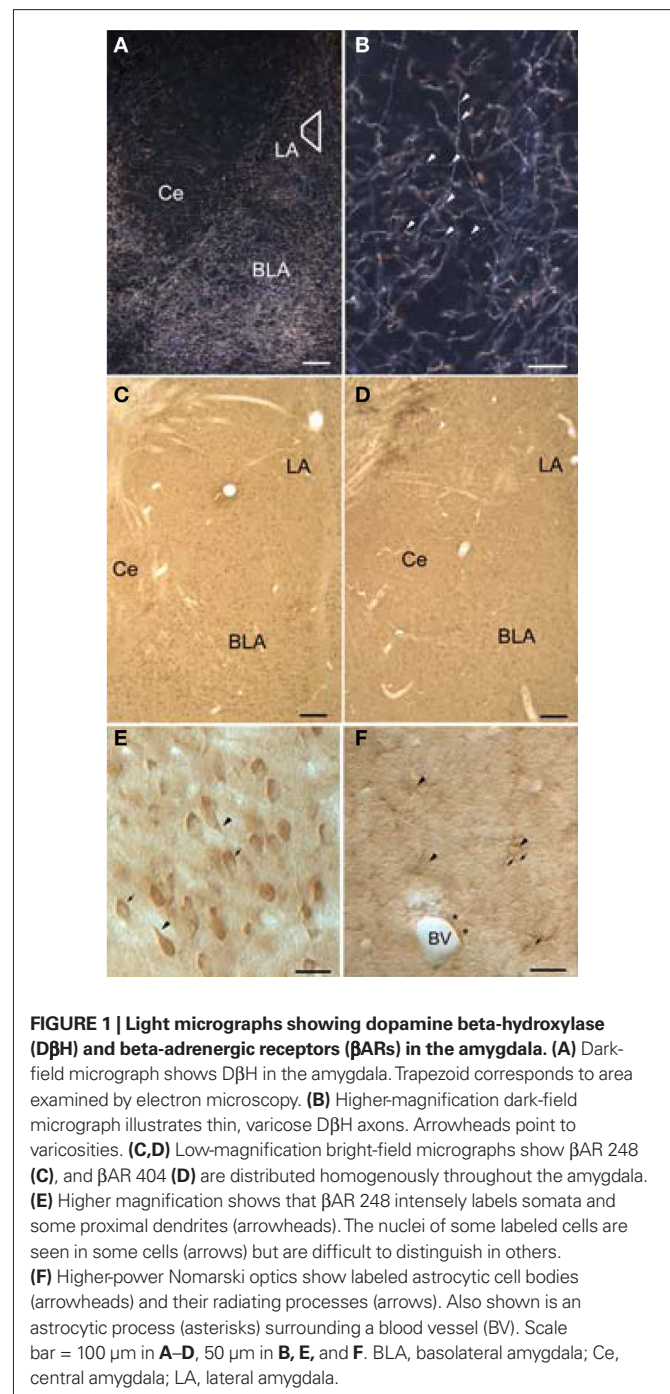 A
B
LA
Ce
BLA
C
D
LA
LA
Ce
Ce
BLA
BLA
E
F
BV
FIGURE 1 | Light micrographs showing dopamine beta-hydroxylase
(DβH) and beta-adrenergic receptors (βARs) in the amygdala. (A) Dark-
field micrograph shows DβH in the amygdala. Trapezoid corresponds to area
examined by electron microscopy. (B) Higher-magnification dark-field
micrograph illustrates thin, varicose DβH axons. Arrowheads point to
varicosities. (C,D) Low-magnification bright-field micrographs show βAR 248
(C), and βAR 404 (D) are distributed homogenously throughout the amygdala.
(E) Higher magnification shows that βAR 248 intensely labels somata and
some proximal dendrites (arrowheads). The nuclei of some labeled cells are
seen in some cells (arrows) but are difficult to distinguish in others.
(F) Higher-power Nomarski optics show labeled astrocytic cell bodies
(arrowheads) and their radiating processes (arrows). Also shown is an
astrocytic process (asterisks) surrounding a blood vessel (BV). Scale
bar = 100 µm in A–D, 50 µm in B, E, and F. BLA, basolateral amygdala; Ce,
central amygdala; LA, lateral amygdala.